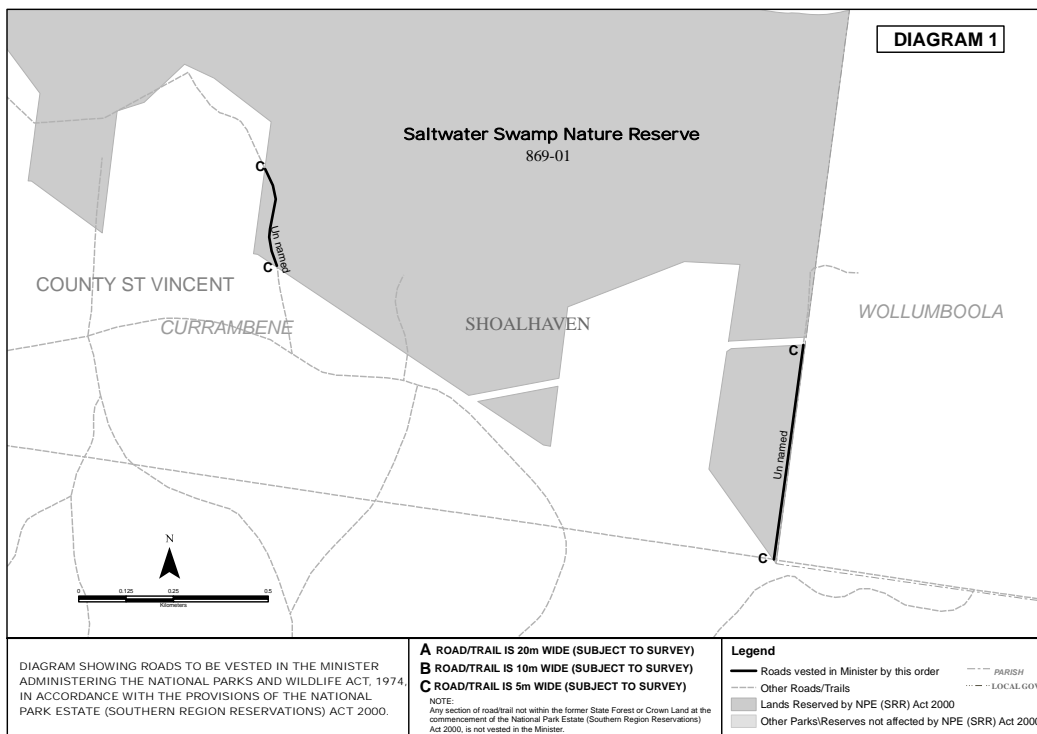 DIAGRAM 1
Saltwater Swamp Nature Reserve
869-01
C
Un named
C
COUNTY ST VINCENT
CURRAMBENE
SHOALHAVEN
WOLLUMBOOLA
C
Un named
C
N
0 0.125 0.25 0.5
Kilometers
DIAGRAM SHOWING ROADS TO BE VESTED IN THE MINISTER
ADMINISTERING THE NATIONAL PARKS AND WILDLIFE ACT, 1974,
IN ACCORDANCE WITH THE PROVISIONS OF THE NATIONAL
PARK ESTATE (SOUTHERN REGION RESERVATIONS) ACT 2000.
A ROAD/TRAIL IS 20m WIDE (SUBJECT TO SURVEY)
B ROAD/TRAIL IS 10m WIDE (SUBJECT TO SURVEY)
C ROAD/TRAIL IS 5m WIDE (SUBJECT TO SURVEY)
NOTE:
Any section of road/trail not within the former State Forest or Crown Land at the
commencement of the National Park Estate (Southern Region Reservations)
Act 2000, is not vested in the Minister.
Legend
Roads vested in Minister by this order
Other Roads/Trails
Lands Reserved by NPE (SRR) Act 2000
Other Parks\Reserves not affected by NPE (SRR) Act 2000
PARISH
LOCAL GOV